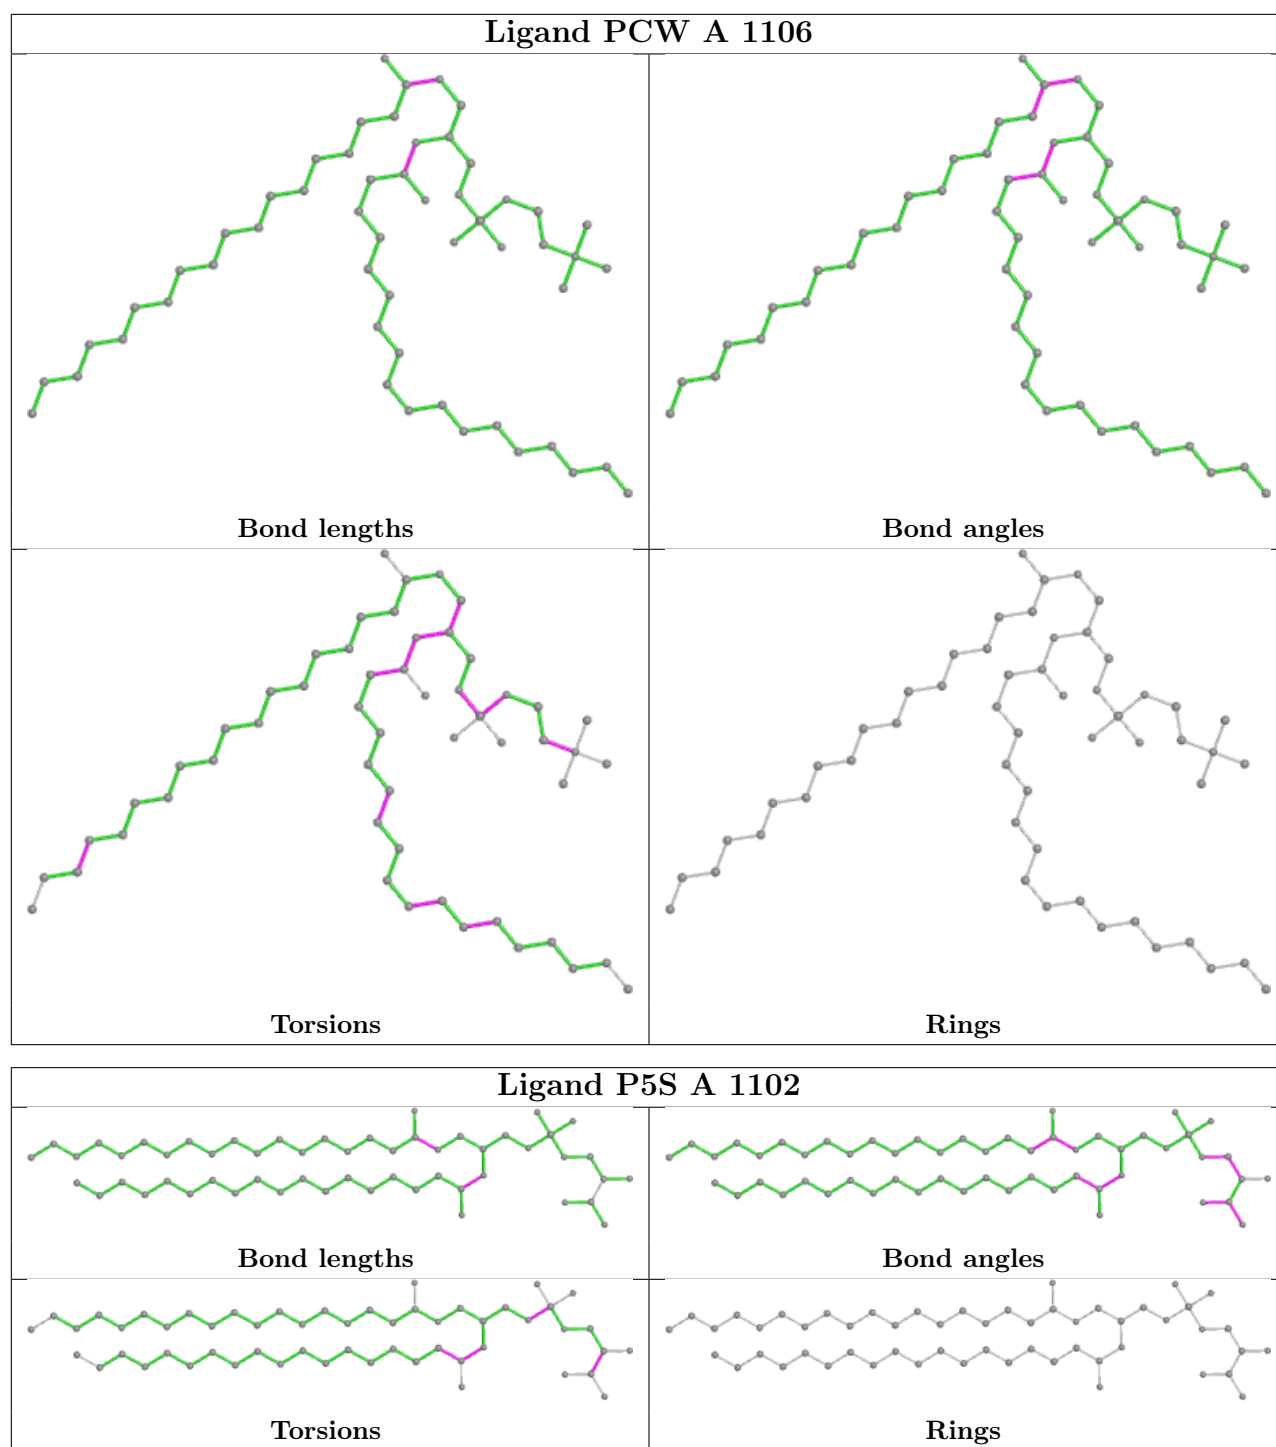 Ligand PCW A 1106
Bond lengths
Bond angles
Torsions
Rings
Ligand P5S A 1102
Bond lengths
Bond angles
Torsions
Rings